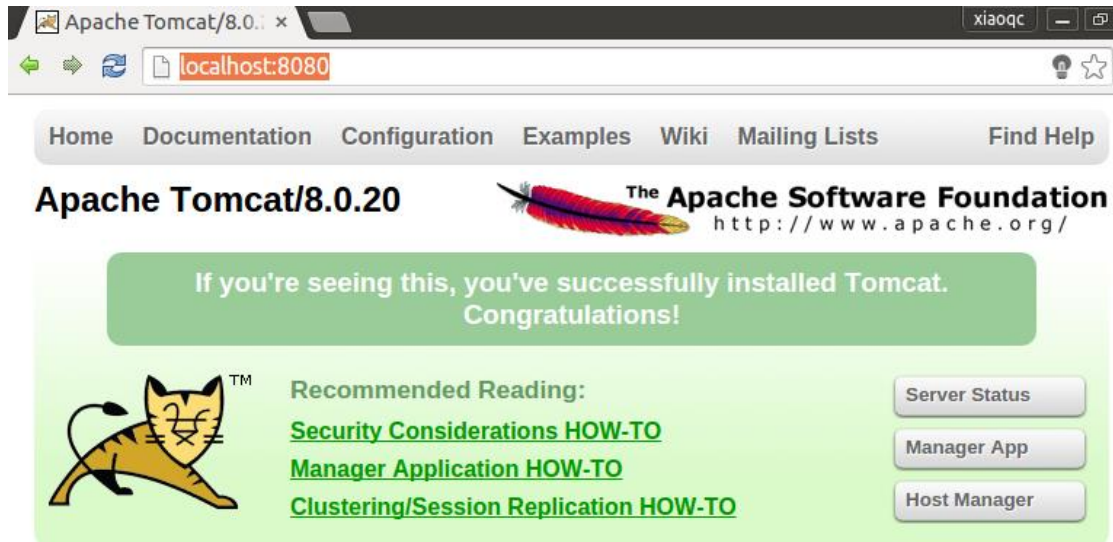 Apache Tomcat/8.0.
xiaoqc
localhost:8080
Home Documentation Configuration Examples Wiki Mailing Lists Find Help
Apache Tomcat/8.0.20
The Apache Software Foundation
http://www.apache.org/
If you're seeing this, you've successfully installed Tomcat.
Congratulations!
TM
Recommended Reading:
Security Considerations HOW-TO
Manager Application HOW-TO
Clustering/Session Replication HOW-TO
Server Status
Manager App
Host Manager